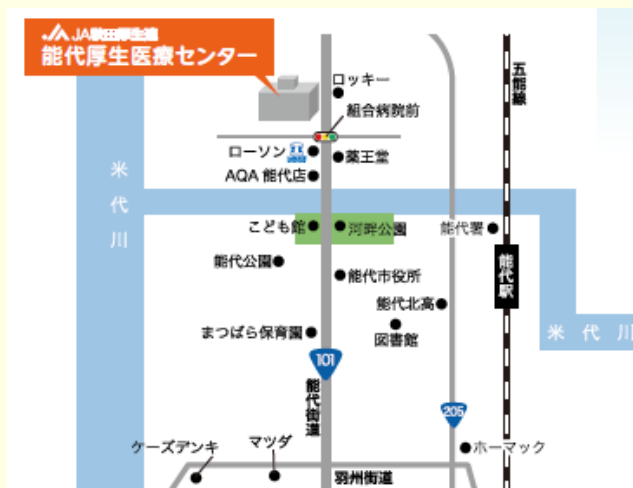 JA秋田厚生連
能代厚生医療センター
ロッキー
組合病院前
五能線
ローソン
薬王堂
AQA 能代店
米代川
こども館
河畔公園
能代署
能代公園
能代市役所
能代駅
能代北高
まつばら保育園
図書館
米代川
101
能代街道
205
ケーズデンキ
マツダ
ホーマック
羽州街道